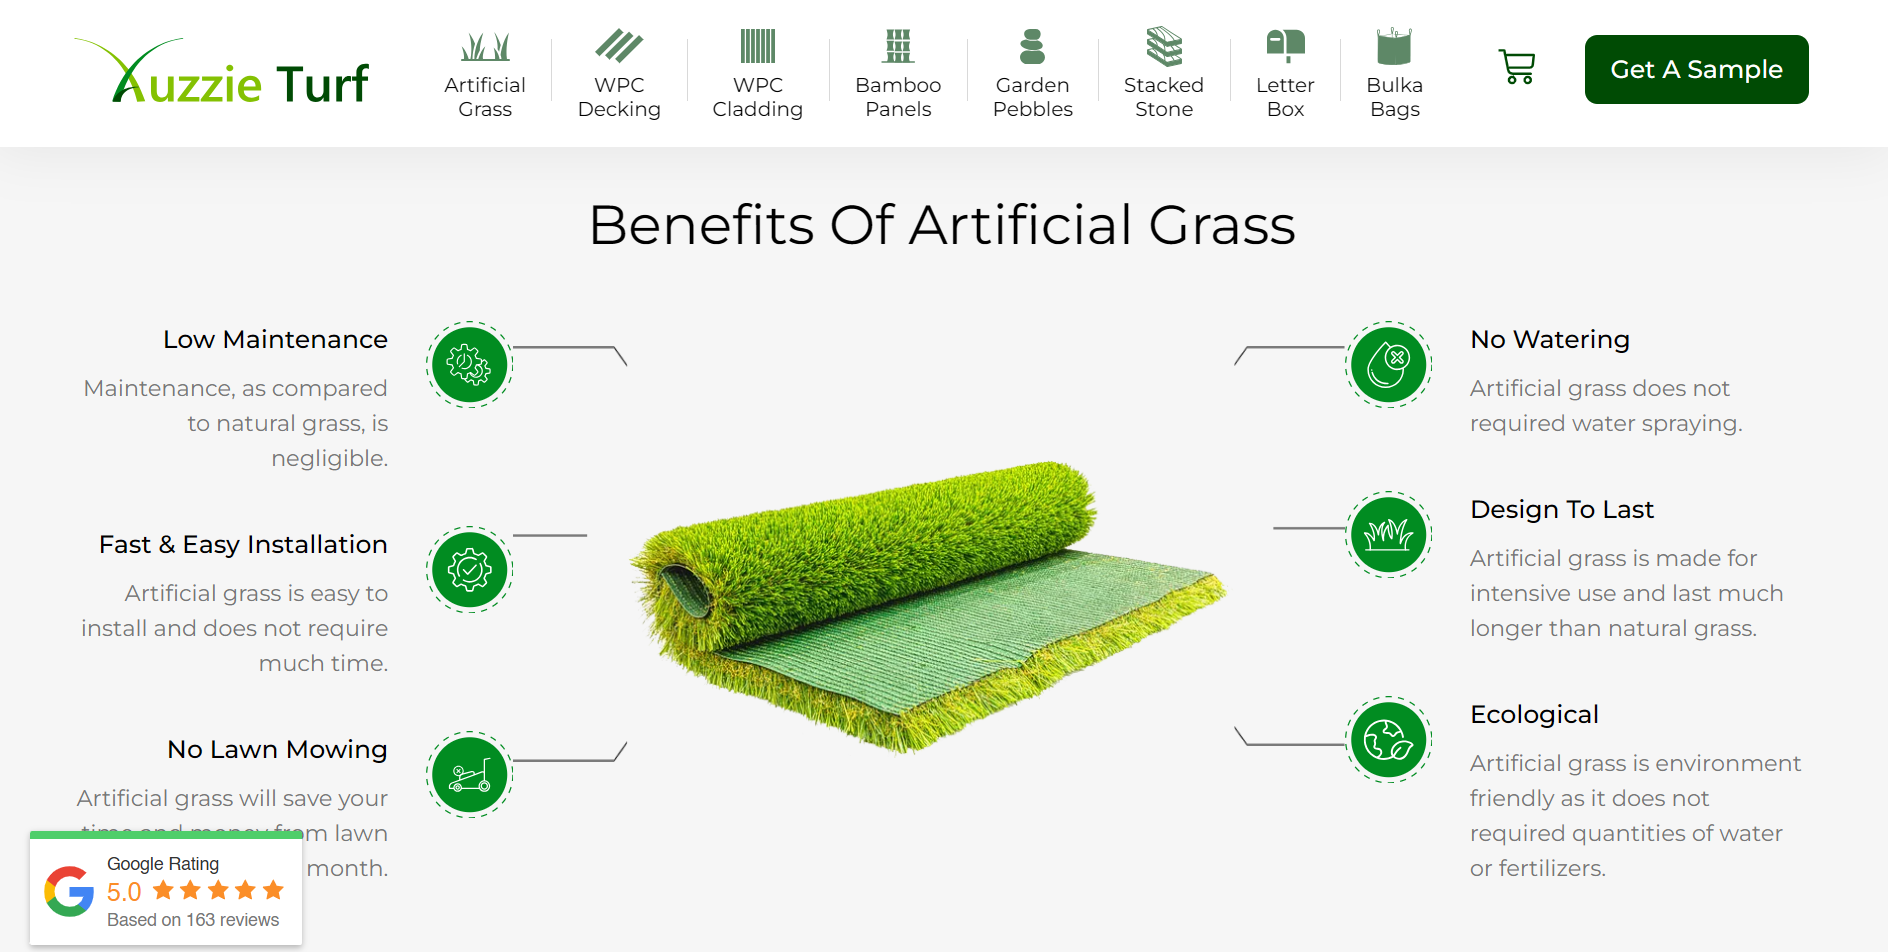 Auzzie Turf
Artificial
Grass
WPC
Decking
WPC
Cladding
Bamboo
Panels
Garden
Pebbles
Stacked
Stone
Letter
Box
Bulka
Bags
Get A Sample
Benefits Of Artificial Grass
Low Maintenance
Maintenance, as compared
to natural grass, is
negligible.
Fast & Easy Installation
Artificial grass is easy to
install and does not require
much time.
No Lawn Mowing
Artificial grass will save your
time and money from lawn
month.
No Watering
Artificial grass does not
required water spraying.
Design To Last
Artificial grass is made for
intensive use and last much
longer than natural grass.
Ecological
Artificial grass is environment
friendly as it does not
required quantities of water
or fertilizers.
Google Rating
5.0
Based on 163 reviews